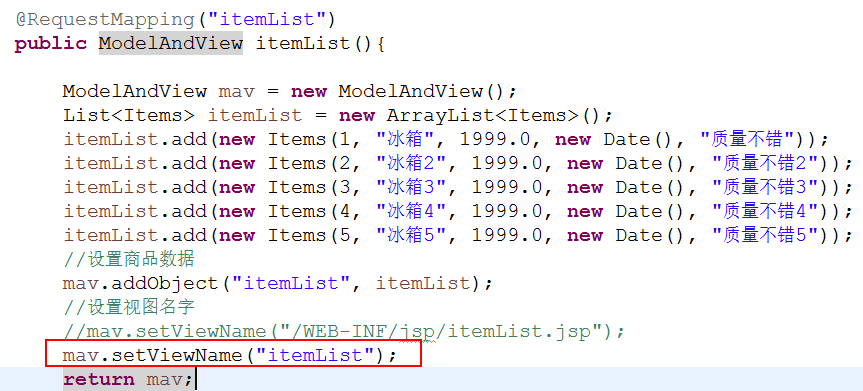 @RequestMapping("itemList")
public ModelAndView itemList(){
ModelAndView mav = new ModelAndView();
List<Items> itemList = new ArrayList<Items>();
itemList.add(new Items(1, "冰箱", 1999.0, new Date(), "质量不错"));
itemList.add(new Items(2, "冰箱2", 1999.0, new Date(), "质量不错2"));
itemList.add(new Items(3, "冰箱3", 1999.0, new Date(), "质量不错3"));
itemList.add(new Items(4, "冰箱4", 1999.0, new Date(), "质量不错4"));
itemList.add(new Items(5, "冰箱5", 1999.0, new Date(), "质量不错5"));
//设置商品数据
mav.addObject("itemList", itemList);
//设置视图名字
//mav.setViewName("/WEB-INF/jsp/itemList.jsp");
mav.setViewName("itemList");
return mav;